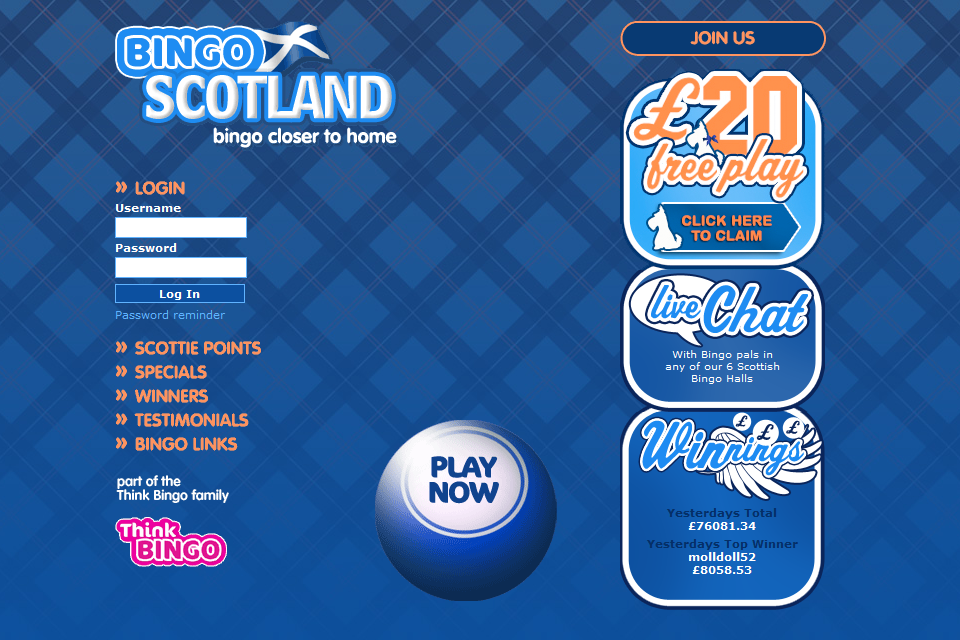 BINGO
SCOTLAND
bingo closer to home
» LOGIN
Username
Password
Log In
Password reminder
» SCOTTIE POINTS
» SPECIALS
» WINNERS
» TESTIMONIALS
» BINGO LINKS
part of the
Think Bingo family
Think
BINGO
PLAY
NOW
JOIN US
£20
free play
CLICK HERE
TO CLAIM
live Chat
With Bingo pals in
any of our 6 Scottish
Bingo Halls
£ £ £
Winnings
Yesterdays Total
£76081.34
Yesterdays Top Winner
molldoll52
£8058.53